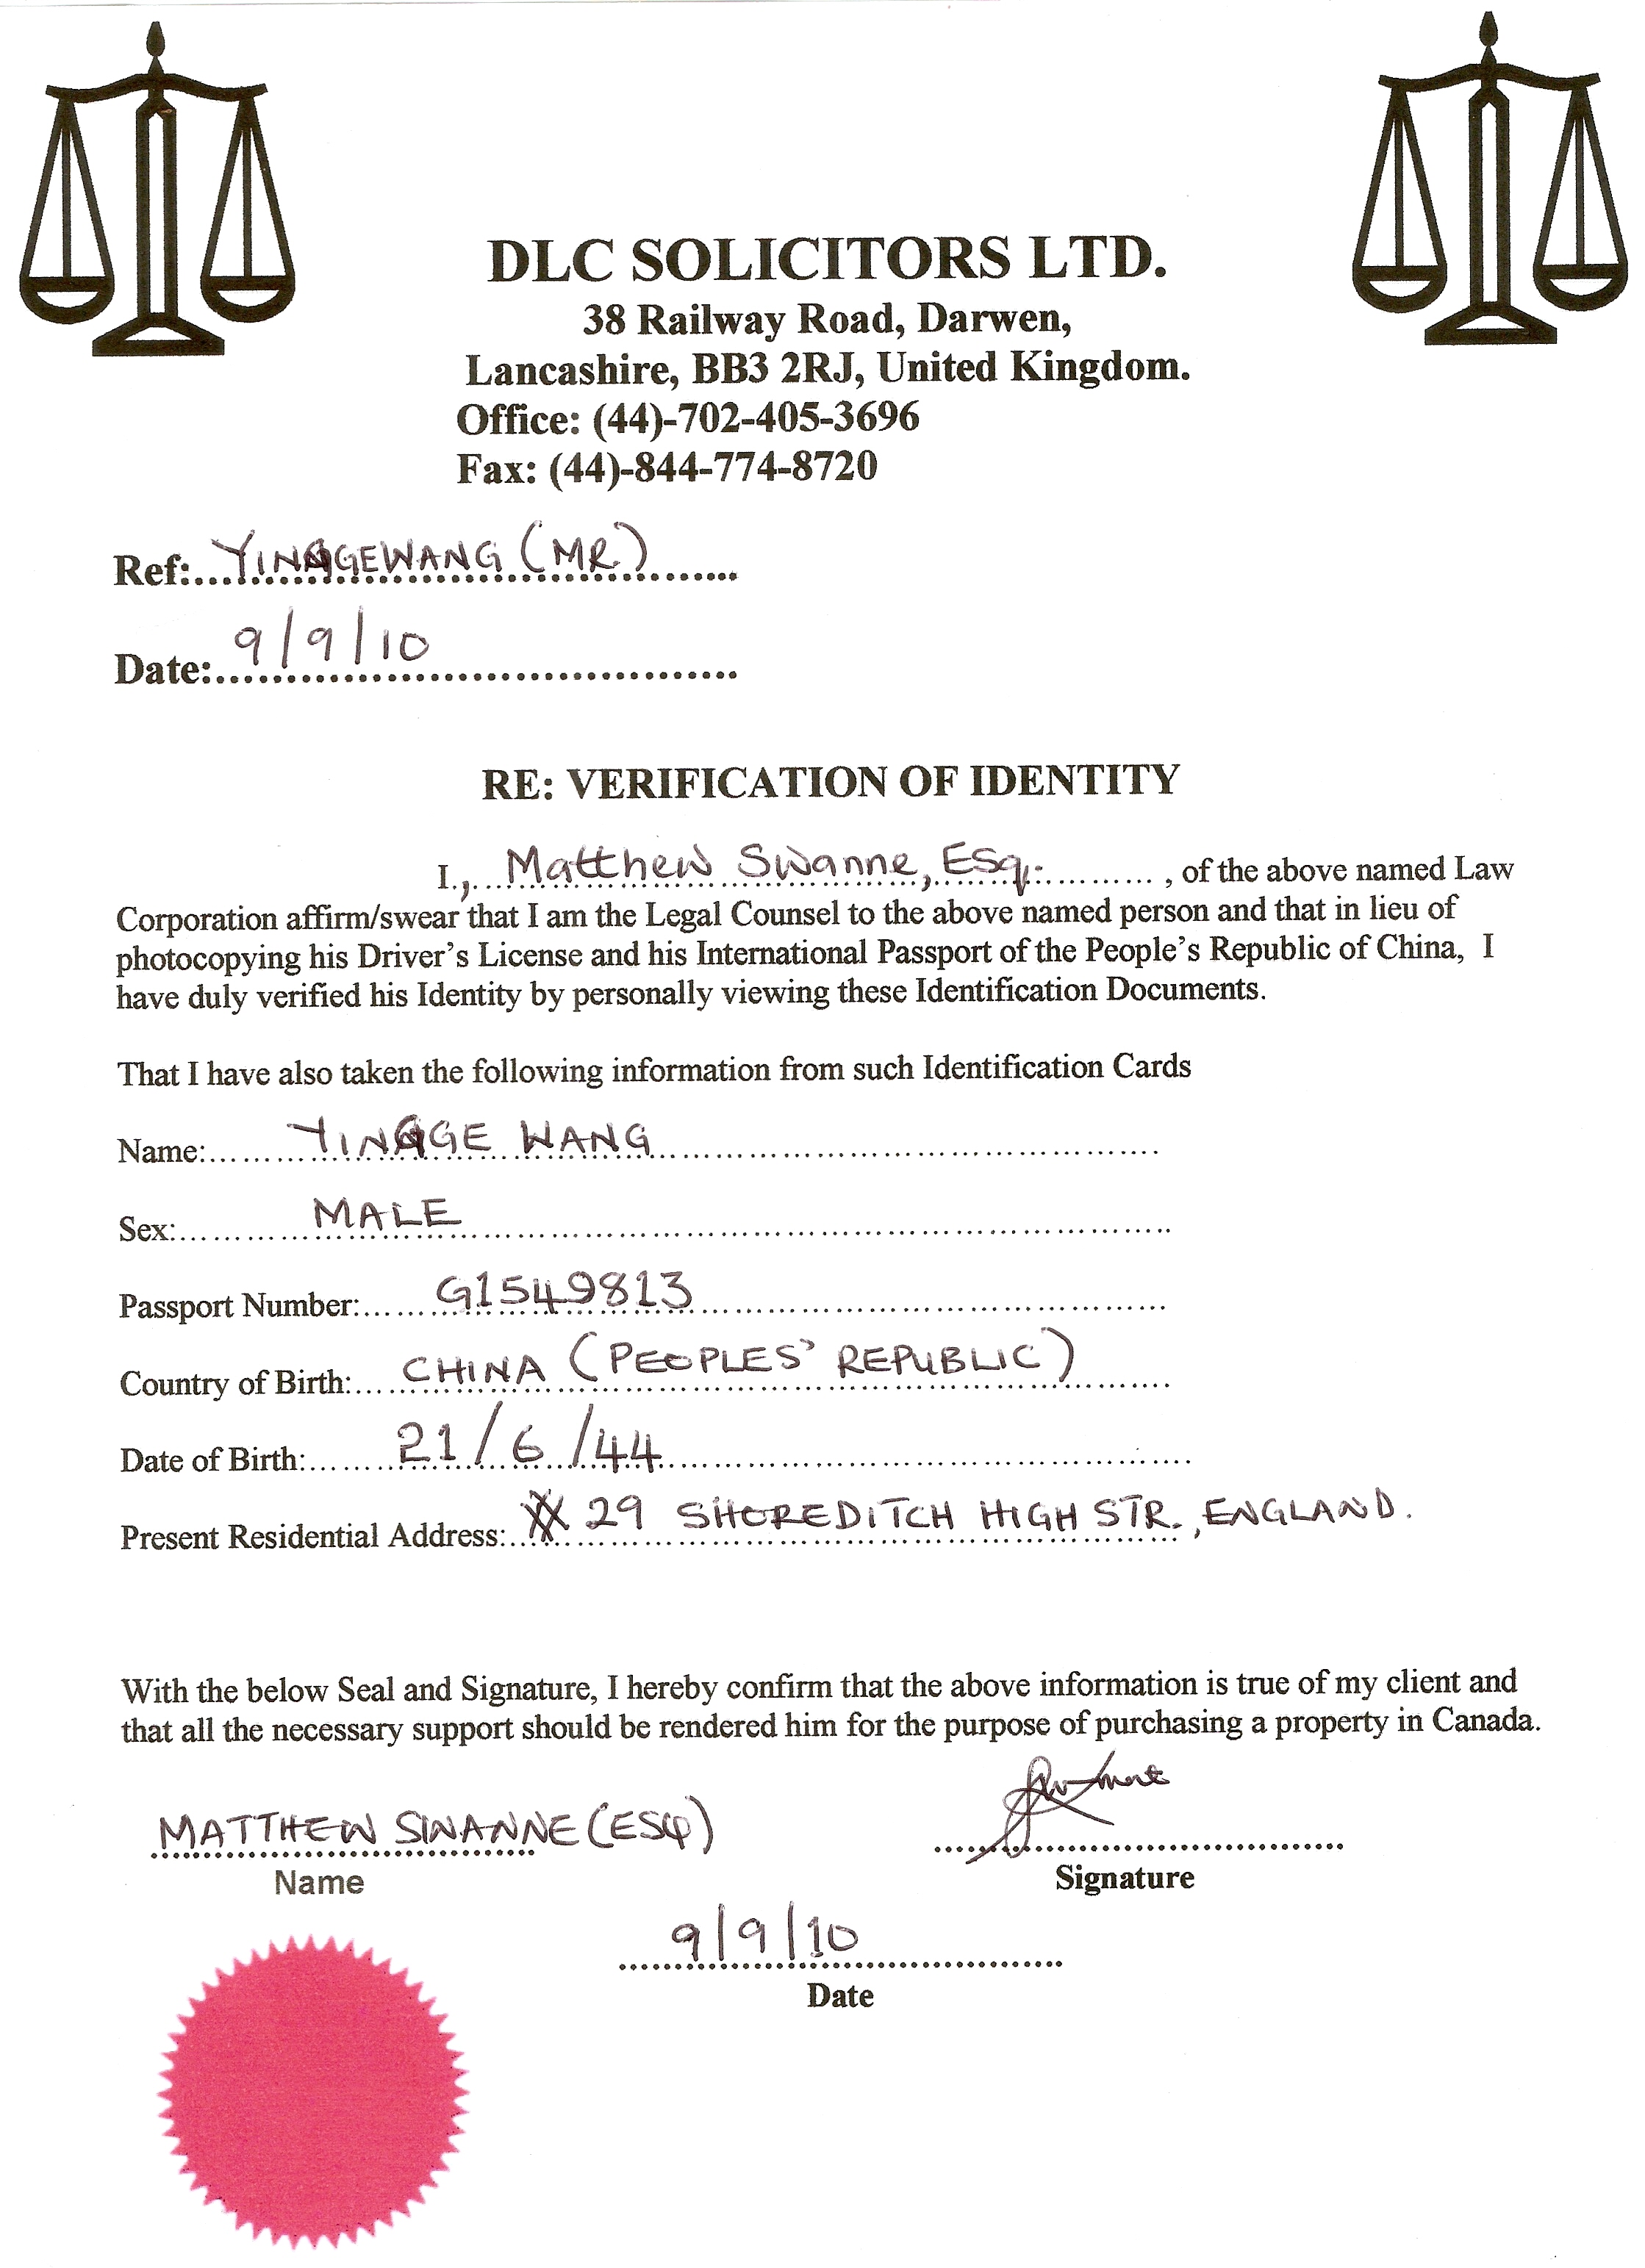 DLC SOLICITORS LTD.
38 Railway Road, Darwen,
Lancashire, BB3 2RJ, United Kingdom.
Office: (44)-702-405-3696
Fax: (44)-844-774-8720
Ref:....YINGGEWANG (MR)....
Date:....9/9/10....
RE: VERIFICATION OF IDENTITY
I.,....Matthew Swanne, Esq........... , of the above named Law
Corporation affirm/swear that I am the Legal Counsel to the above named person and that in lieu of
photocopying his Driver's License and his International Passport of the People's Republic of China, I
have duly verified his Identity by personally viewing these Identification Documents.
That I have also taken the following information from such Identification Cards
Name:....YINGGE WANG....
Sex:....MALE....
Passport Number:....G1549813....
Country of Birth:....CHINA (PEOPLES' REPUBLIC)....
Date of Birth:....21/6/44....
Present Residential Address:....29 SHOREDITCH HIGH STR., ENGLAND.
With the below Seal and Signature, I hereby confirm that the above information is true of my client and
that all the necessary support should be rendered him for the purpose of purchasing a property in Canada.
MATTHEW SWANNE (ESQ)
Name
Signature
9/9/10
Date